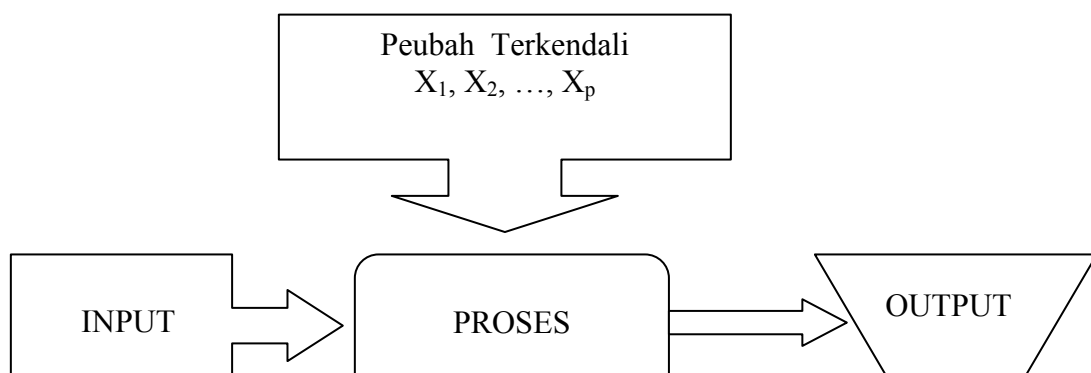 Peubah Terkendali
X₁, X₂, …, Xₚ
INPUT
PROSES
OUTPUT